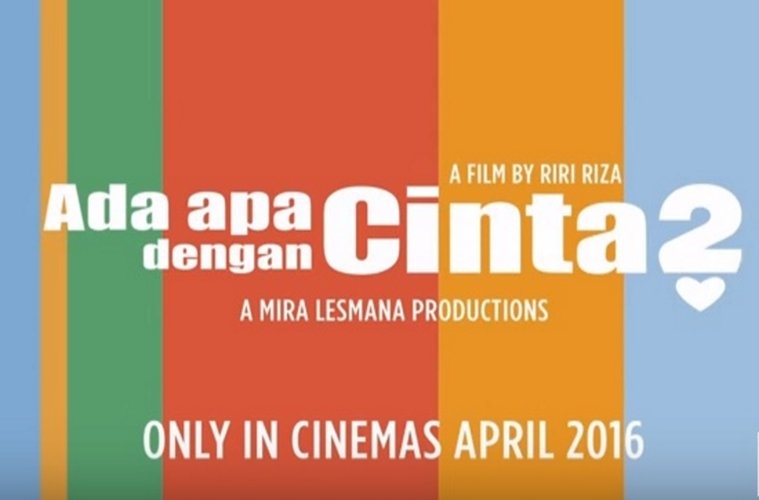 A FILM BY RIRI RIZA
Ada apa
dengan
Cinta2
A MIRA LESMANA PRODUCTIONS
ONLY IN CINEMAS APRIL 2016